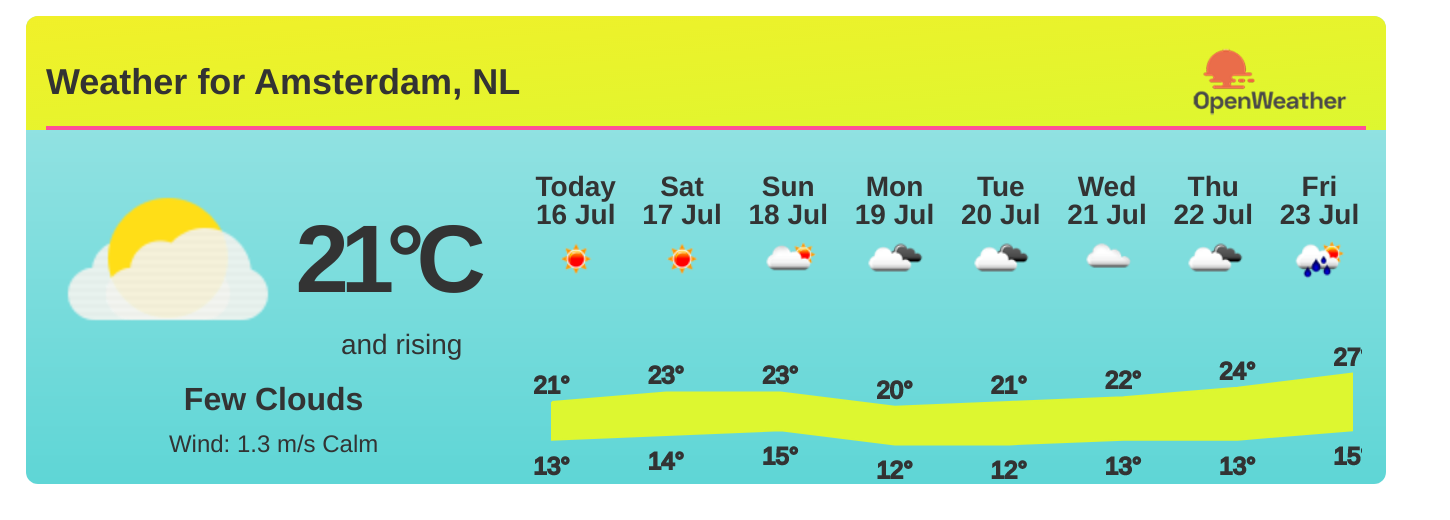 Weather for Amsterdam, NL
OpenWeather
21°C
and rising
Few Clouds
Wind: 1.3 m/s Calm
Today Sat Sun Mon Tue Wed Thu Fri
16 Jul 17 Jul 18 Jul 19 Jul 20 Jul 21 Jul 22 Jul 23 Jul
21° 23° 23° 20° 21° 22° 24° 27°
13° 14° 15° 12° 12° 13° 13° 15°